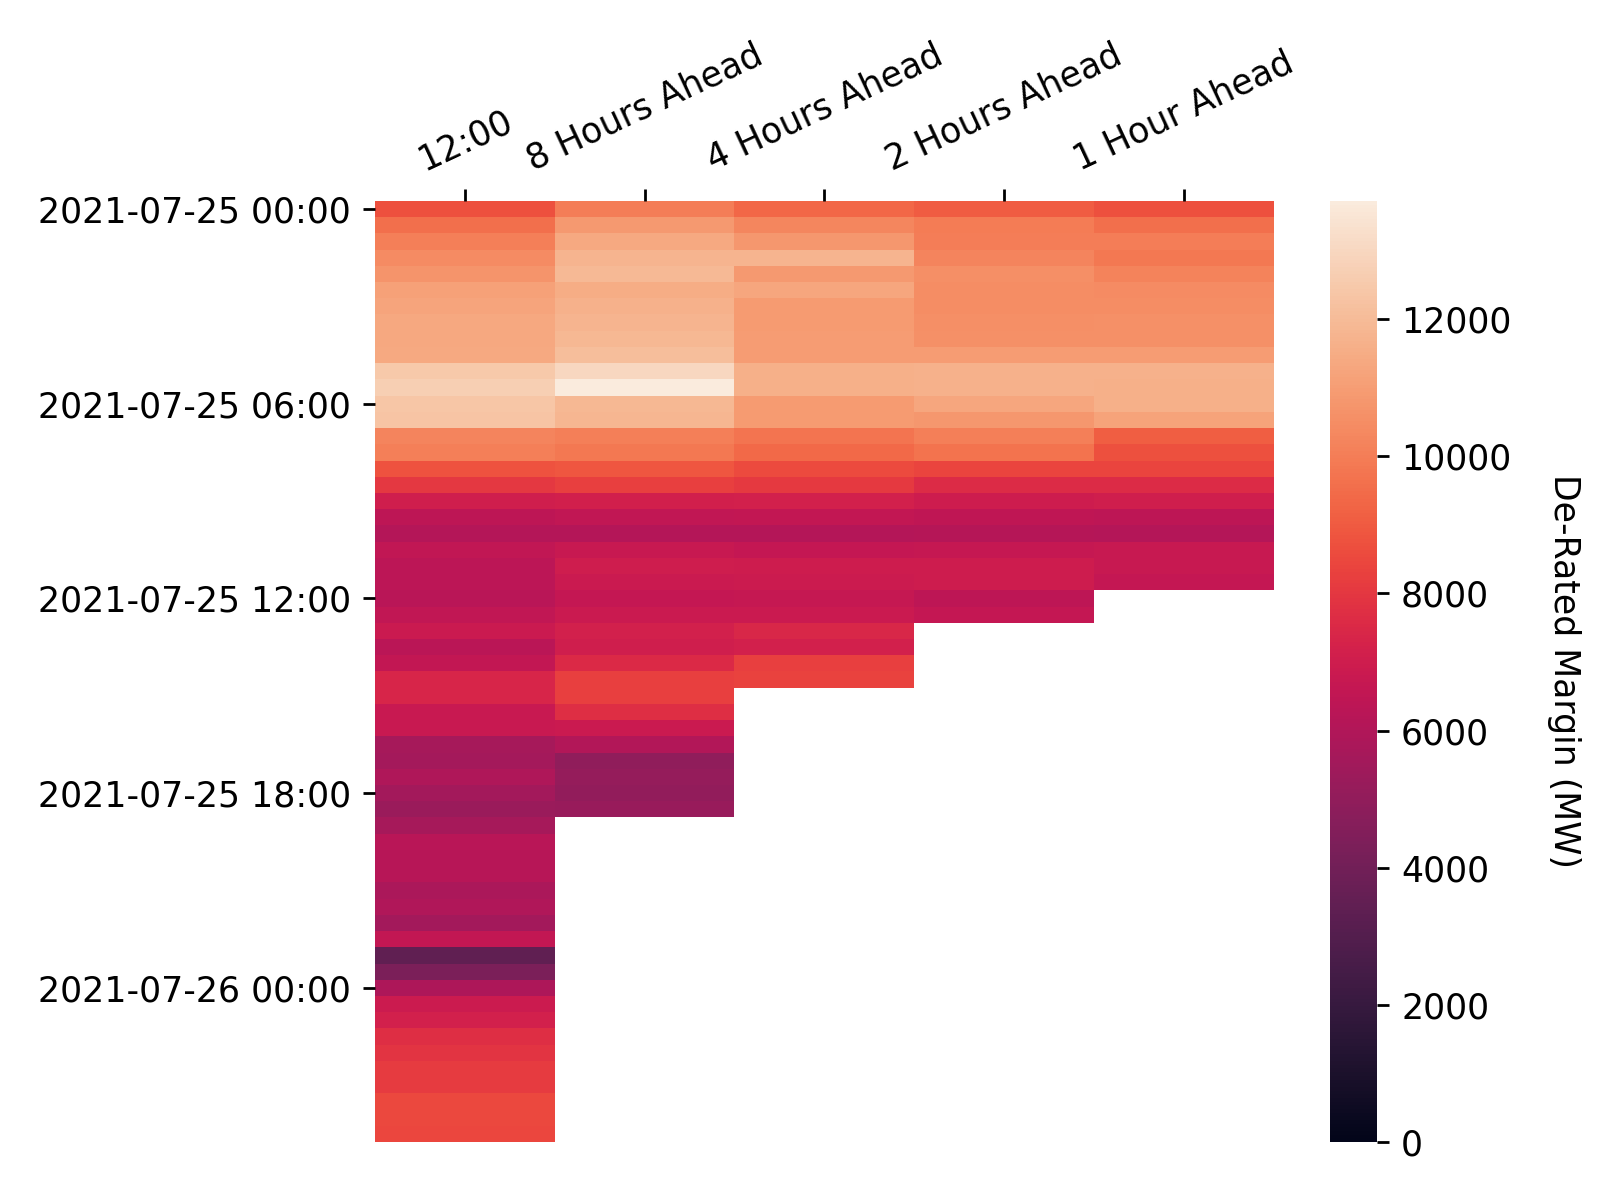 12:00
8 Hours Ahead
4 Hours Ahead
2 Hours Ahead
1 Hour Ahead
2021-07-25 00:00
2021-07-25 06:00
2021-07-25 12:00
2021-07-25 18:00
2021-07-26 00:00
12000
10000
8000
6000
4000
2000
0
De-Rated Margin (MW)